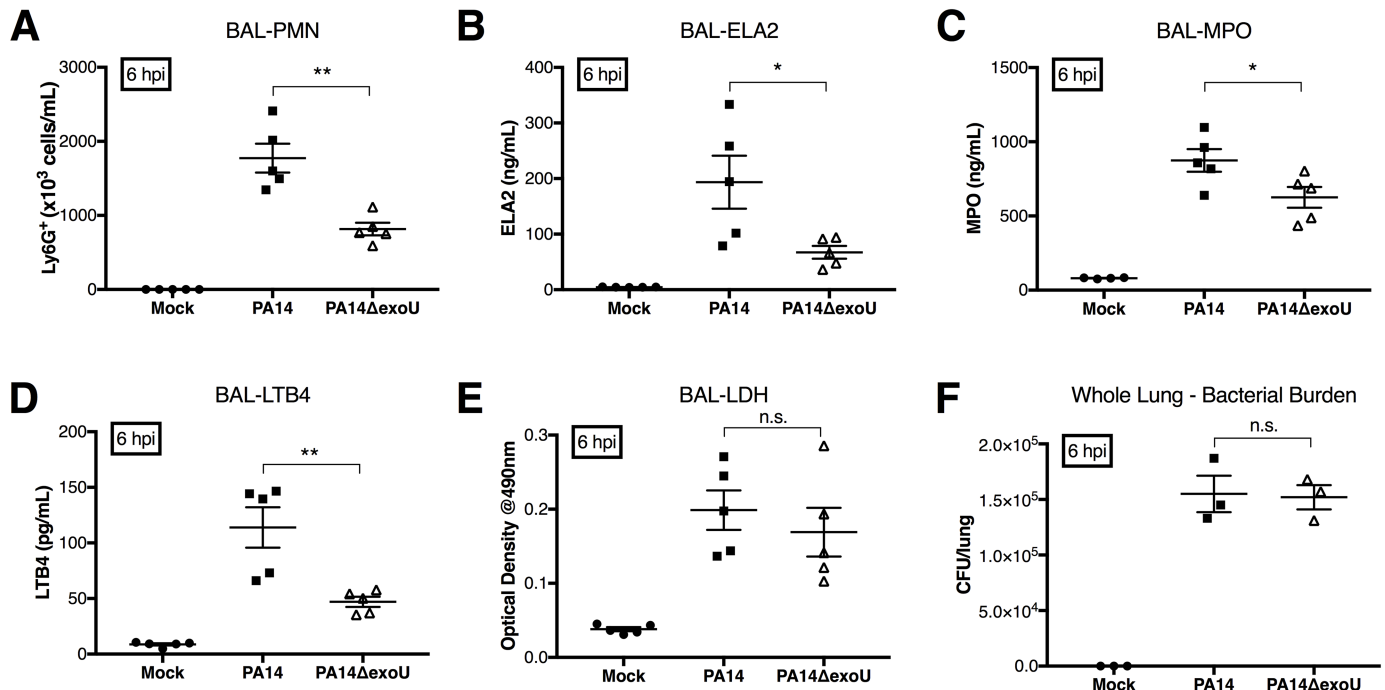 A
BAL-PMN
6 hpi
**
Ly6G⁺ (x10³ cells/mL)
3000
2000
1000
0
Mock
PA14
PA14ΔexoU
B
BAL-ELA2
6 hpi
*
ELA2 (ng/mL)
400
300
200
100
0
Mock
PA14
PA14ΔexoU
C
BAL-MPO
6 hpi
*
MPO (ng/mL)
1500
1000
500
0
Mock
PA14
PA14ΔexoU
D
BAL-LTB4
6 hpi
**
LTB4 (pg/mL)
200
150
100
50
0
Mock
PA14
PA14ΔexoU
E
BAL-LDH
6 hpi
n.s.
Optical Density @490nm
0.3
0.2
0.1
0.0
Mock
PA14
PA14ΔexoU
F
Whole Lung - Bacterial Burden
6 hpi
n.s.
CFU/lung
2.0×10⁵
1.5×10⁵
1.0×10⁵
5.0×10⁴
0.0
Mock
PA14
PA14ΔexoU